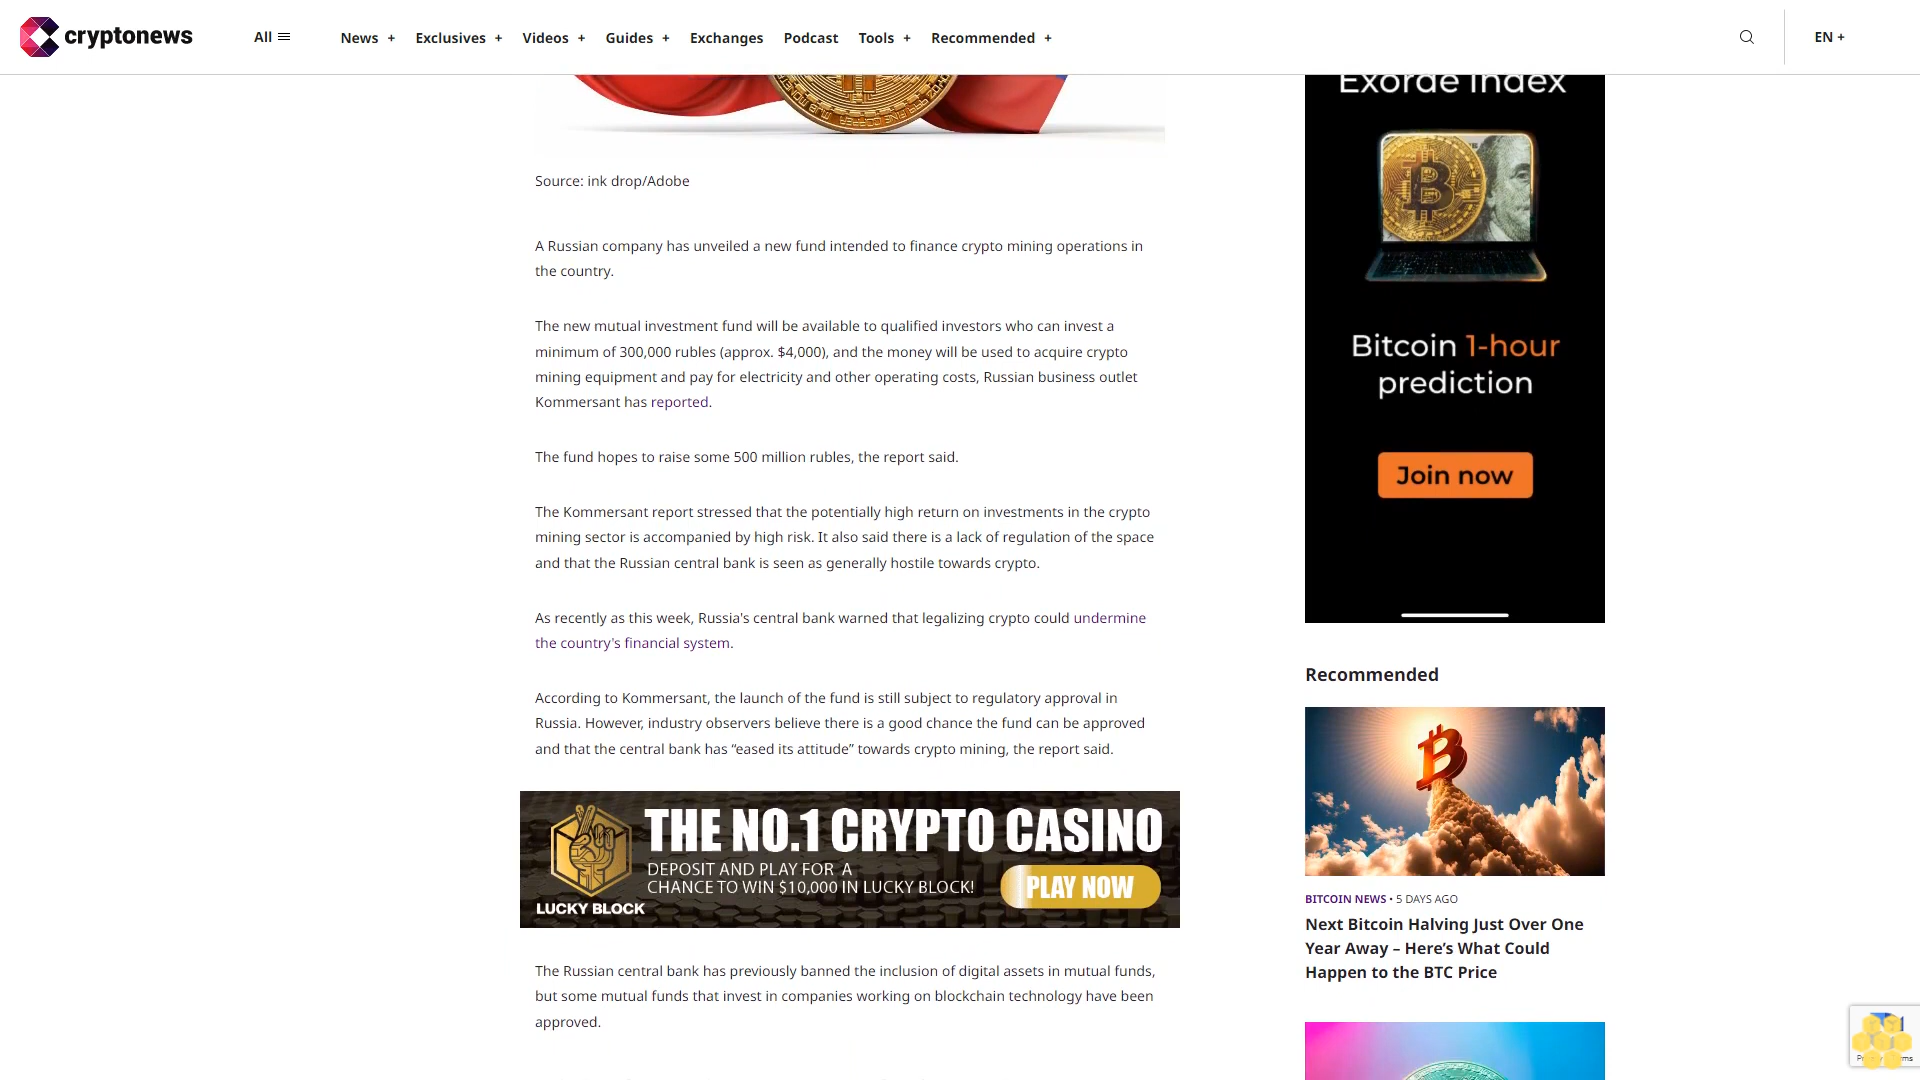 cryptonews
All
News +
Exclusives +
Videos +
Guides +
Exchanges
Podcast
Tools +
Recommended +
EN +
Source: ink drop/Adobe
A Russian company has unveiled a new fund intended to finance crypto mining operations in
the country.
The new mutual investment fund will be available to qualified investors who can invest a
minimum of 300,000 rubles (approx. $4,000), and the money will be used to acquire crypto
mining equipment and pay for electricity and other operating costs, Russian business outlet
Kommersant has reported.
The fund hopes to raise some 500 million rubles, the report said.
The Kommersant report stressed that the potentially high return on investments in the crypto
mining sector is accompanied by high risk. It also said there is a lack of regulation of the space
and that the Russian central bank is seen as generally hostile towards crypto.
As recently as this week, Russia's central bank warned that legalizing crypto could undermine
the country's financial system.
According to Kommersant, the launch of the fund is still subject to regulatory approval in
Russia. However, industry observers believe there is a good chance the fund can be approved
and that the central bank has “eased its attitude” towards crypto mining, the report said.
THE NO.1 CRYPTO CASINO
DEPOSIT AND PLAY FOR A
CHANCE TO WIN $10,000 IN LUCKY BLOCK!
PLAY NOW
LUCKY BLOCK
The Russian central bank has previously banned the inclusion of digital assets in mutual funds,
but some mutual funds that invest in companies working on blockchain technology have been
approved.
Exorde Index
Bitcoin 1-hour
prediction
Join now
Recommended
BITCOIN NEWS • 5 DAYS AGO
Next Bitcoin Halving Just Over One
Year Away – Here’s What Could
Happen to the BTC Price